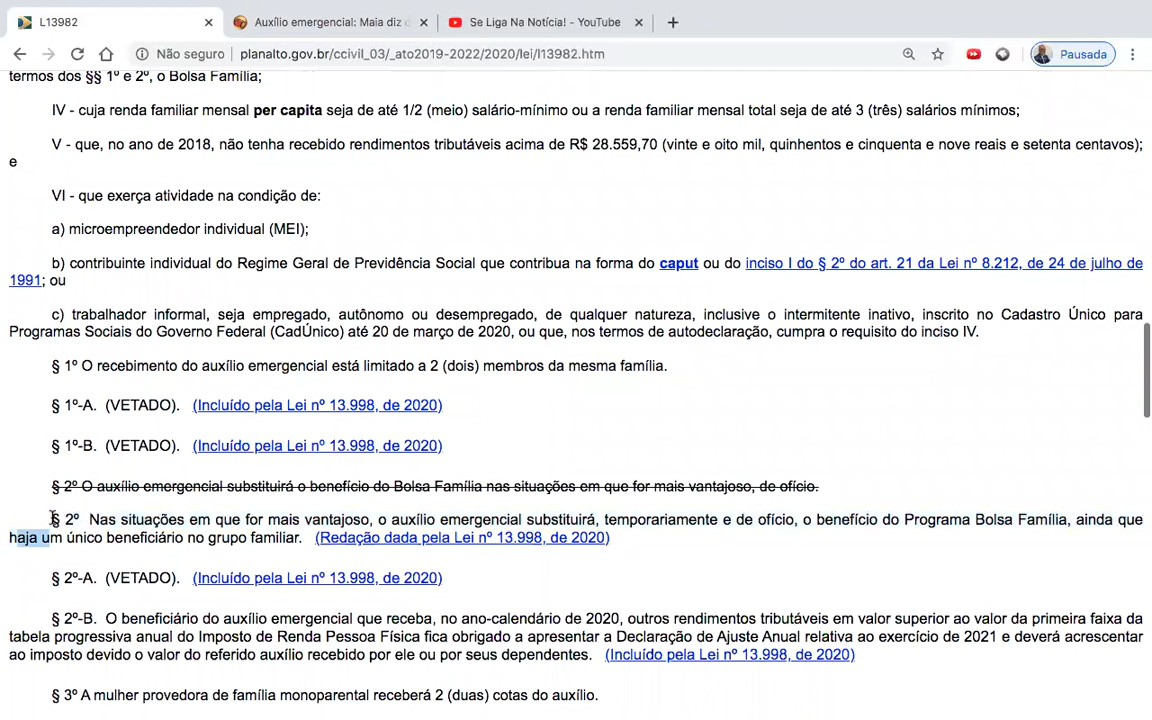 L13982
Auxílio emergencial: Maia diz
Se Liga Na Notícia! - YouTube
Não seguro
planalto.gov.br/ccivil_03/_ato2019-2022/2020/lei/l13982.htm
Pausada
termos dos §§ 1º e 2º, o Bolsa Família;
IV - cuja renda familiar mensal per capita seja de até 1/2 (meio) salário-mínimo ou a renda familiar mensal total seja de até 3 (três) salários mínimos;
V - que, no ano de 2018, não tenha recebido rendimentos tributáveis acima de R$ 28.559,70 (vinte e oito mil, quinhentos e cinquenta e nove reais e setenta centavos);
e
VI - que exerça atividade na condição de:
a) microempreendedor individual (MEI);
b) contribuinte individual do Regime Geral de Previdência Social que contribua na forma do caput ou do inciso I do § 2º do art. 21 da Lei nº 8.212, de 24 de julho de
1991; ou
c) trabalhador informal, seja empregado, autônomo ou desempregado, de qualquer natureza, inclusive o intermitente inativo, inscrito no Cadastro Único para
Programas Sociais do Governo Federal (CadÚnico) até 20 de março de 2020, ou que, nos termos de autodeclaração, cumpra o requisito do inciso IV.
§ 1º O recebimento do auxílio emergencial está limitado a 2 (dois) membros da mesma família.
§ 1º-A. (VETADO). (Incluído pela Lei nº 13.998, de 2020)
§ 1º-B. (VETADO). (Incluído pela Lei nº 13.998, de 2020)
§ 2º O auxílio emergencial substituirá o benefício do Bolsa Família nas situações em que for mais vantajoso, de ofício.
§ 2º Nas situações em que for mais vantajoso, o auxílio emergencial substituirá, temporariamente e de ofício, o benefício do Programa Bolsa Família, ainda que
haja um único beneficiário no grupo familiar. (Redação dada pela Lei nº 13.998, de 2020)
§ 2º-A. (VETADO). (Incluído pela Lei nº 13.998, de 2020)
§ 2º-B. O beneficiário do auxílio emergencial que receba, no ano-calendário de 2020, outros rendimentos tributáveis em valor superior ao valor da primeira faixa da
tabela progressiva anual do Imposto de Renda Pessoa Física fica obrigado a apresentar a Declaração de Ajuste Anual relativa ao exercício de 2021 e deverá acrescentar
ao imposto devido o valor do referido auxílio recebido por ele ou por seus dependentes. (Incluído pela Lei nº 13.998, de 2020)
§ 3º A mulher provedora de família monoparental receberá 2 (duas) cotas do auxílio.